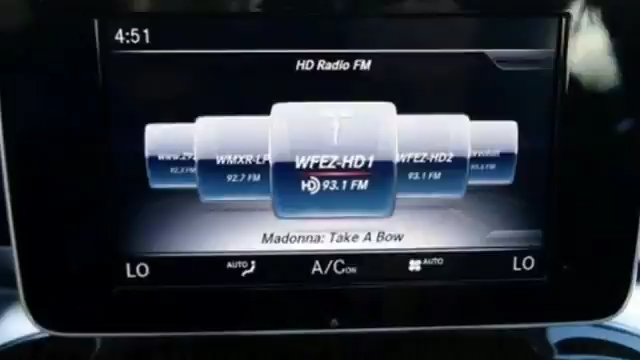 4:51
HD Radio FM
WMXR-LP
92.7 FM
WFEZ-HD1
HD 93.1 FM
WFEZ-HD2
93.1 FM
Madonna: Take A Bow
LO
AUTO
A/C ON
AUTO
LO